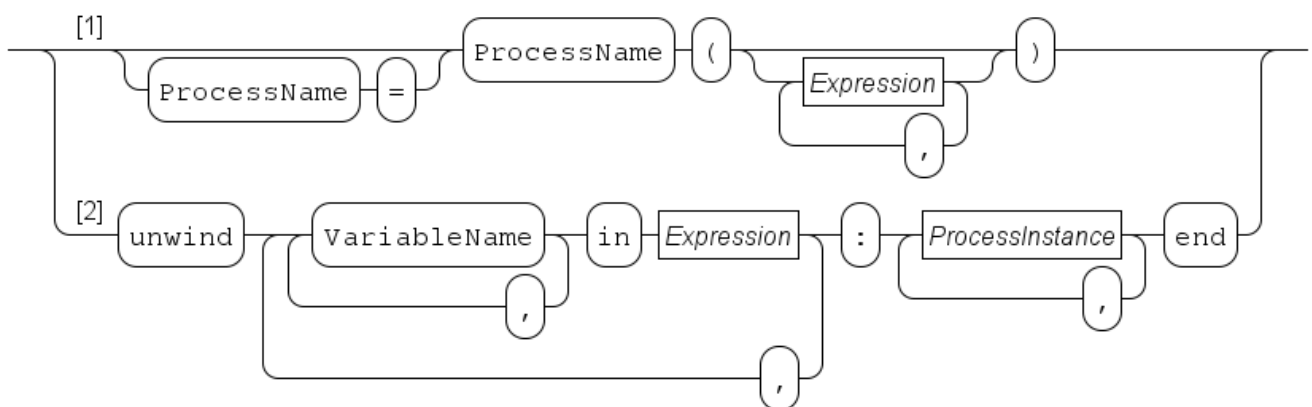 [1] ProcessName ( )
ProcessName = Expression
,
[2] unwind VariableName in Expression : ProcessInstance end
, ,
,